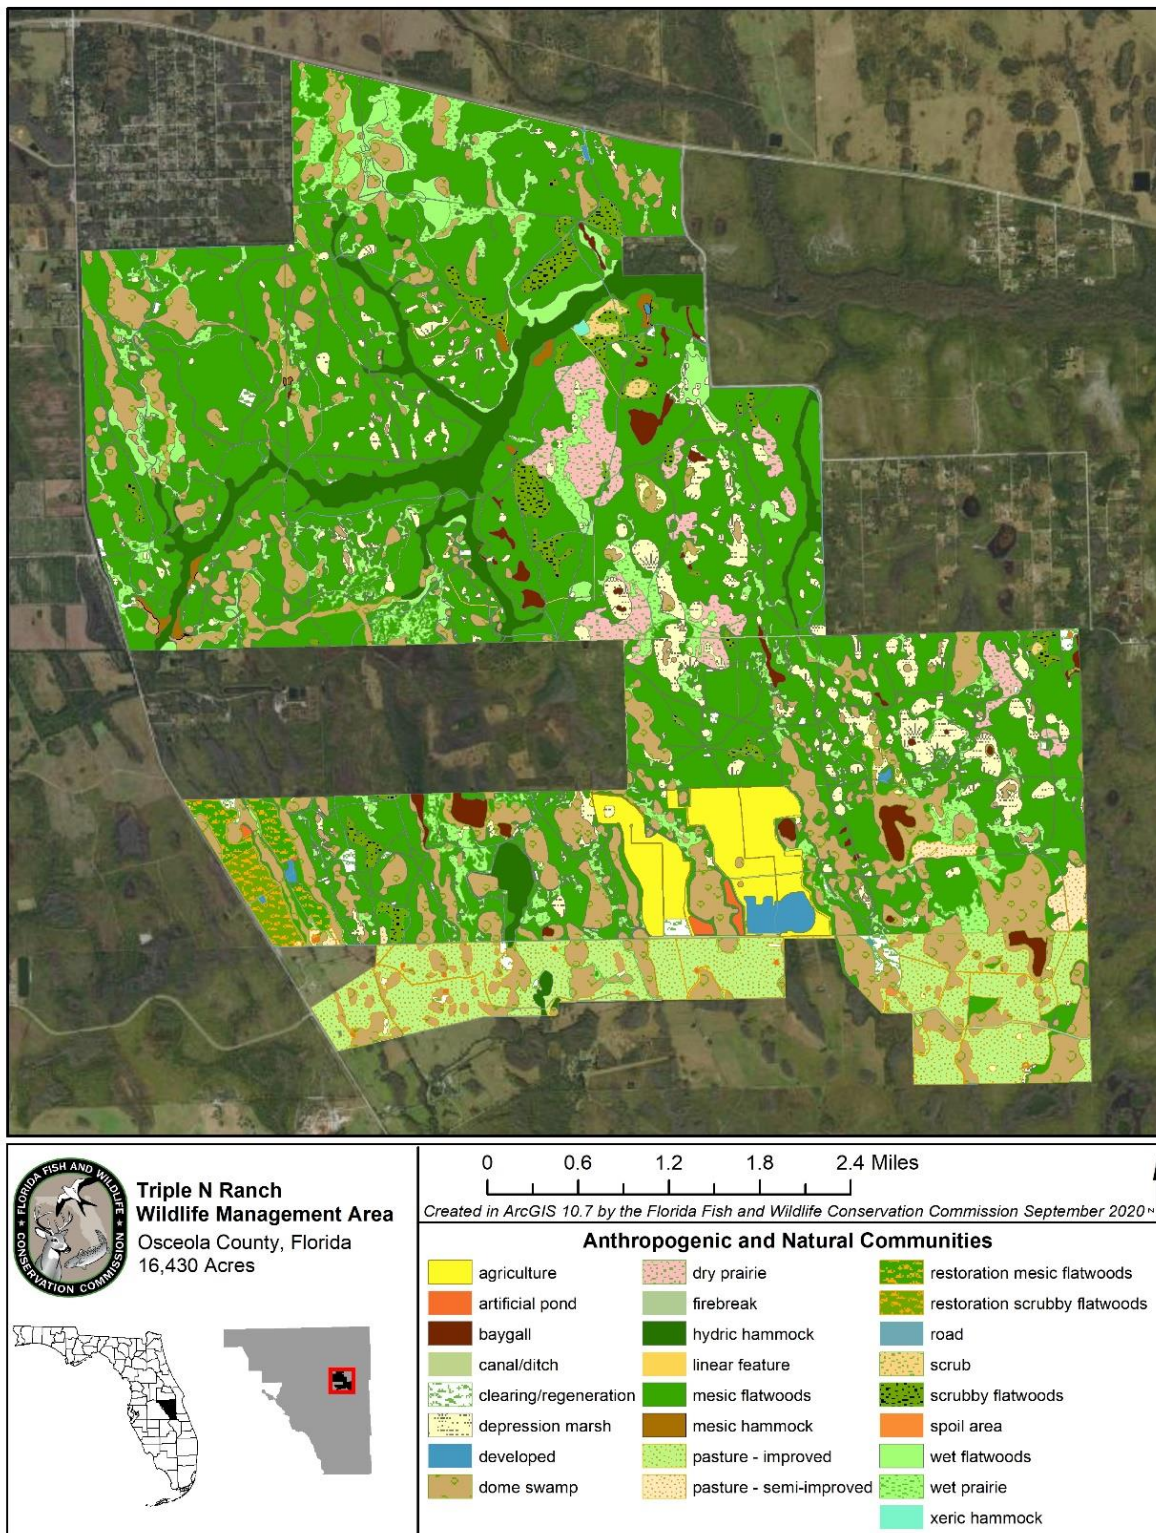 FLORIDA FISH AND WILDLIFE
CONSERVATION COMMISSION
Triple N Ranch
Wildlife Management Area
Osceola County, Florida
16,430 Acres
0 0.6 1.2 1.8 2.4 Miles
Created in ArcGIS 10.7 by the Florida Fish and Wildlife Conservation Commission September 2020
Anthropogenic and Natural Communities
agriculture
artificial pond
baygall
canal/ditch
clearing/regeneration
depression marsh
developed
dome swamp
dry prairie
firebreak
hydric hammock
linear feature
mesic flatwoods
mesic hammock
pasture - improved
pasture - semi-improved
restoration mesic flatwoods
restoration scrubby flatwoods
road
scrub
scrubby flatwoods
spoil area
wet flatwoods
wet prairie
xeric hammock